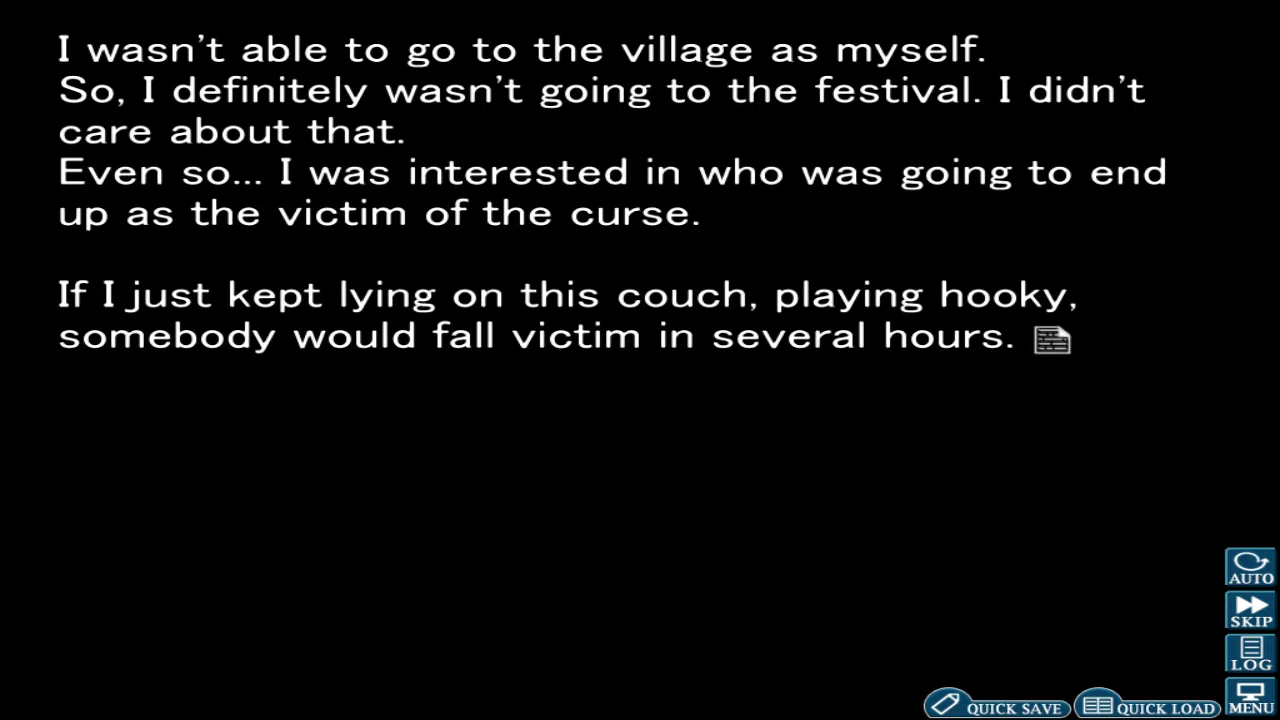 I wasn't able to go to the village as myself.
So, I definitely wasn't going to the festival. I didn't
care about that.
Even so... I was interested in who was going to end
up as the victim of the curse.
If I just kept lying on this couch, playing hooky,
somebody would fall victim in several hours.
AUTO
SKIP
LOG
MENU
QUICK SAVE
QUICK LOAD